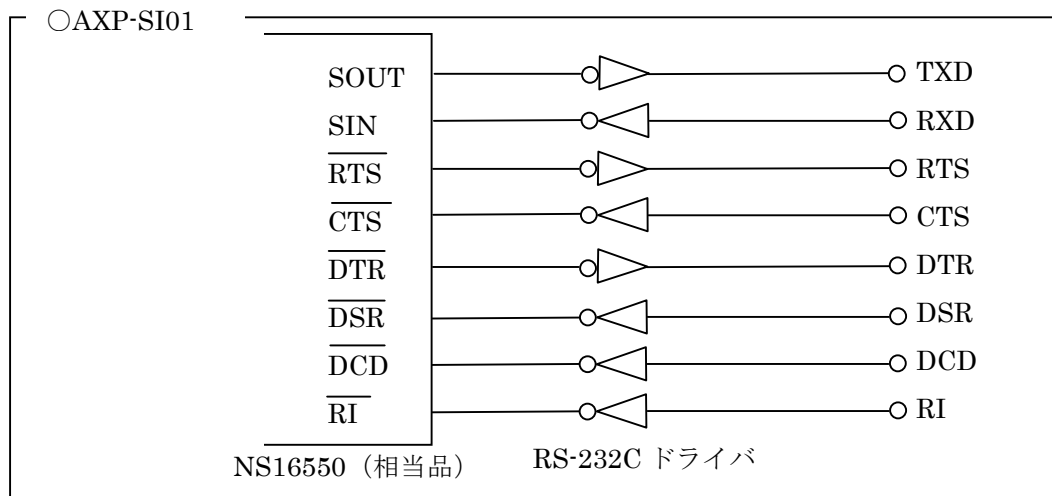 ○AXP-SI01
SOUT TXD
SIN RXD
RTS RTS
CTS CTS
DTR DTR
DSR DSR
DCD DCD
RI RI
NS16550（相当品） RS-232C ドライバ